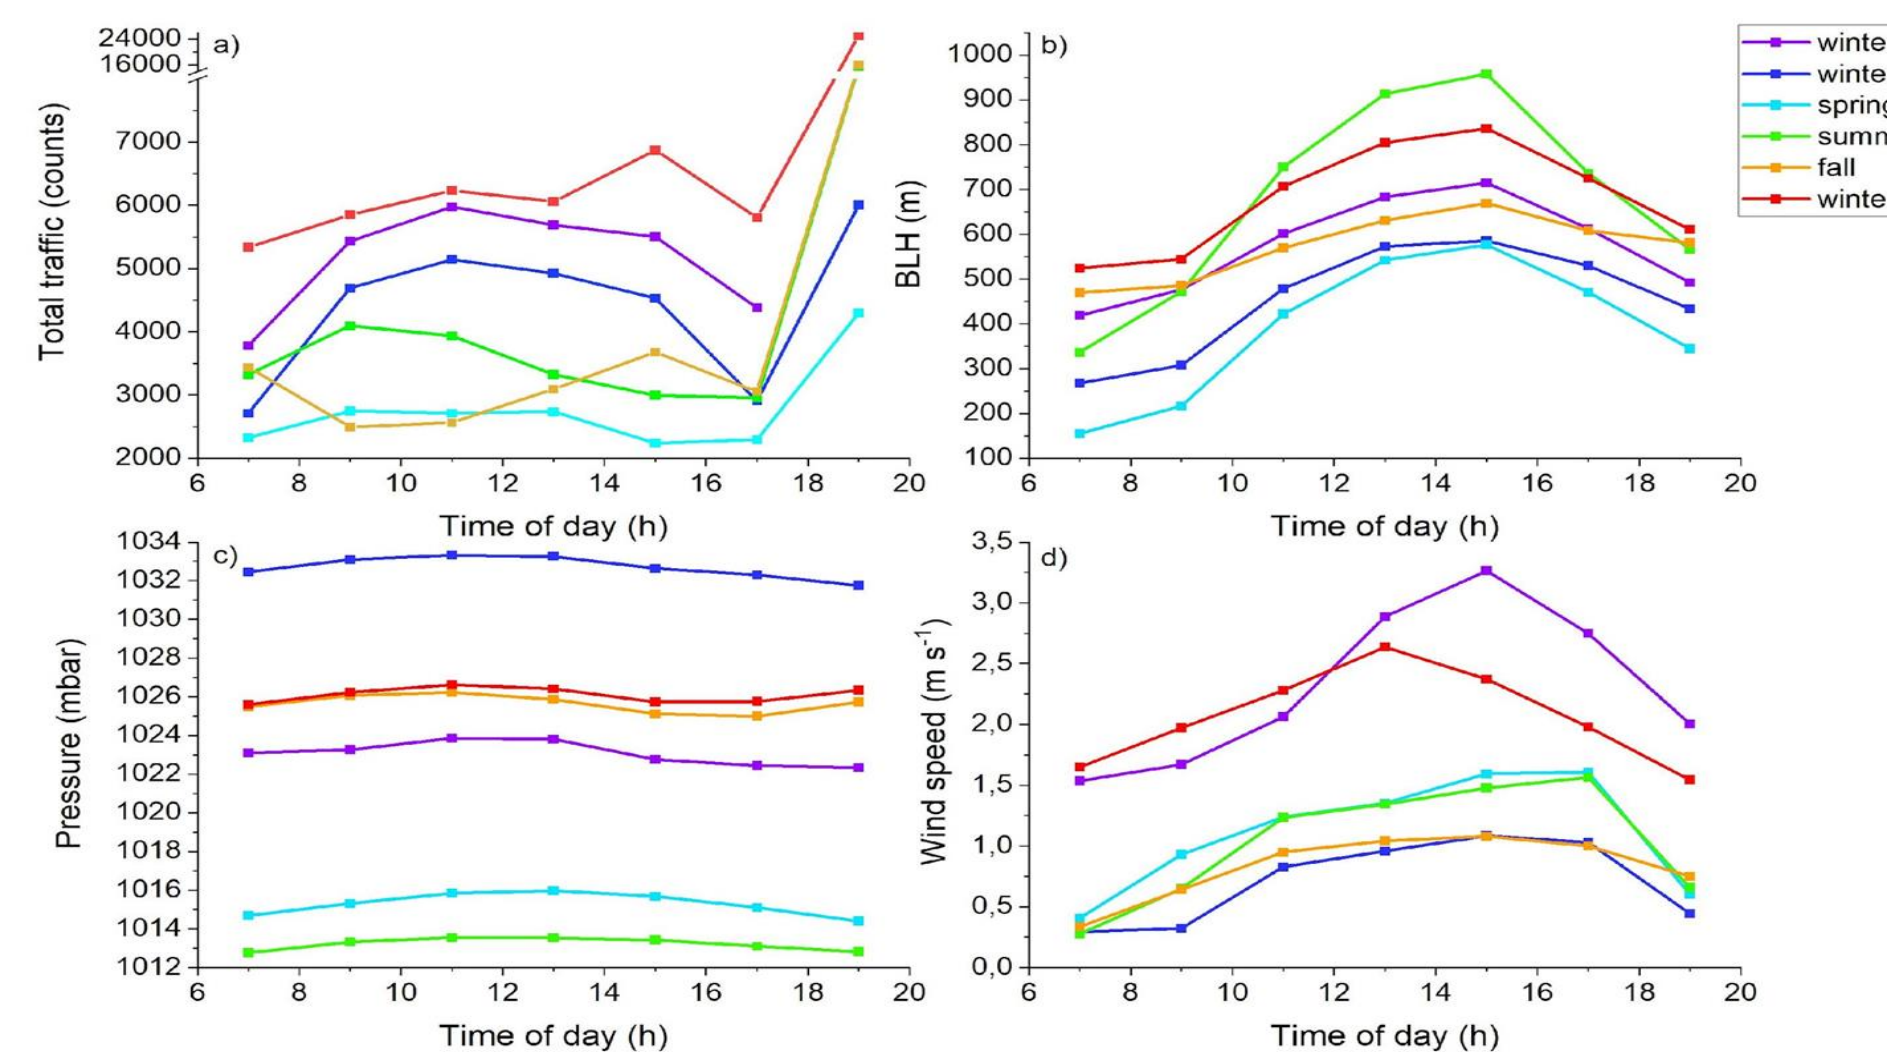 a)
24000
16000
7000
6000
5000
4000
3000
2000
Total traffic (counts)
6 8 10 12 14 16 18 20
Time of day (h)
b)
1000
900
800
700
600
500
400
300
200
100
BLH (m)
6 8 10 12 14 16 18 20
Time of day (h)
winte
winte
spring
summ
fall
winte
c)
1034
1032
1030
1028
1026
1024
1022
1020
1018
1016
1014
1012
Pressure (mbar)
6 8 10 12 14 16 18 20
Time of day (h)
d)
3,5
3,0
2,5
2,0
1,5
1,0
0,5
0,0
Wind speed (m s-1)
6 8 10 12 14 16 18 20
Time of day (h)